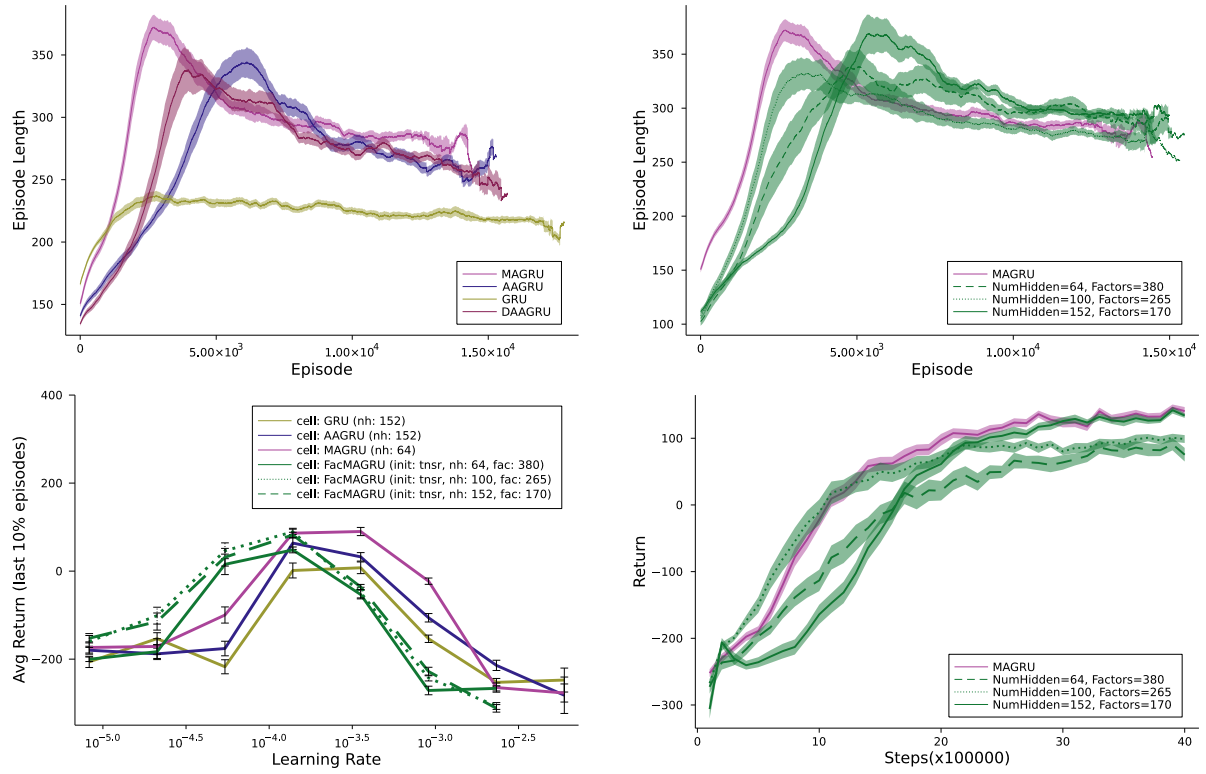 350
300
250
200
150
Episode Length
0
5.00×10³
1.00×10⁴
1.50×10⁴
Episode
MAGRU
AAGRU
GRU
DAAGRU
350
300
250
200
150
100
Episode Length
0
5.00×10³
1.00×10⁴
1.50×10⁴
Episode
MAGRU
NumHidden=64, Factors=380
NumHidden=100, Factors=265
NumHidden=152, Factors=170
400
200
0
−200
Avg Return (last 10% episodes)
10⁻⁵·⁰
10⁻⁴·⁵
10⁻⁴·⁰
10⁻³·⁵
10⁻³·⁰
10⁻²·⁵
Learning Rate
cell: GRU (nh: 152)
cell: AAGRU (nh: 152)
cell: MAGRU (nh: 64)
cell: FacMAGRU (init: tnsr, nh: 64, fac: 380)
cell: FacMAGRU (init: tnsr, nh: 100, fac: 265)
cell: FacMAGRU (init: tnsr, nh: 152, fac: 170)
100
0
−100
−200
−300
Return
0
10
20
30
40
Steps(x100000)
MAGRU
NumHidden=64, Factors=380
NumHidden=100, Factors=265
NumHidden=152, Factors=170